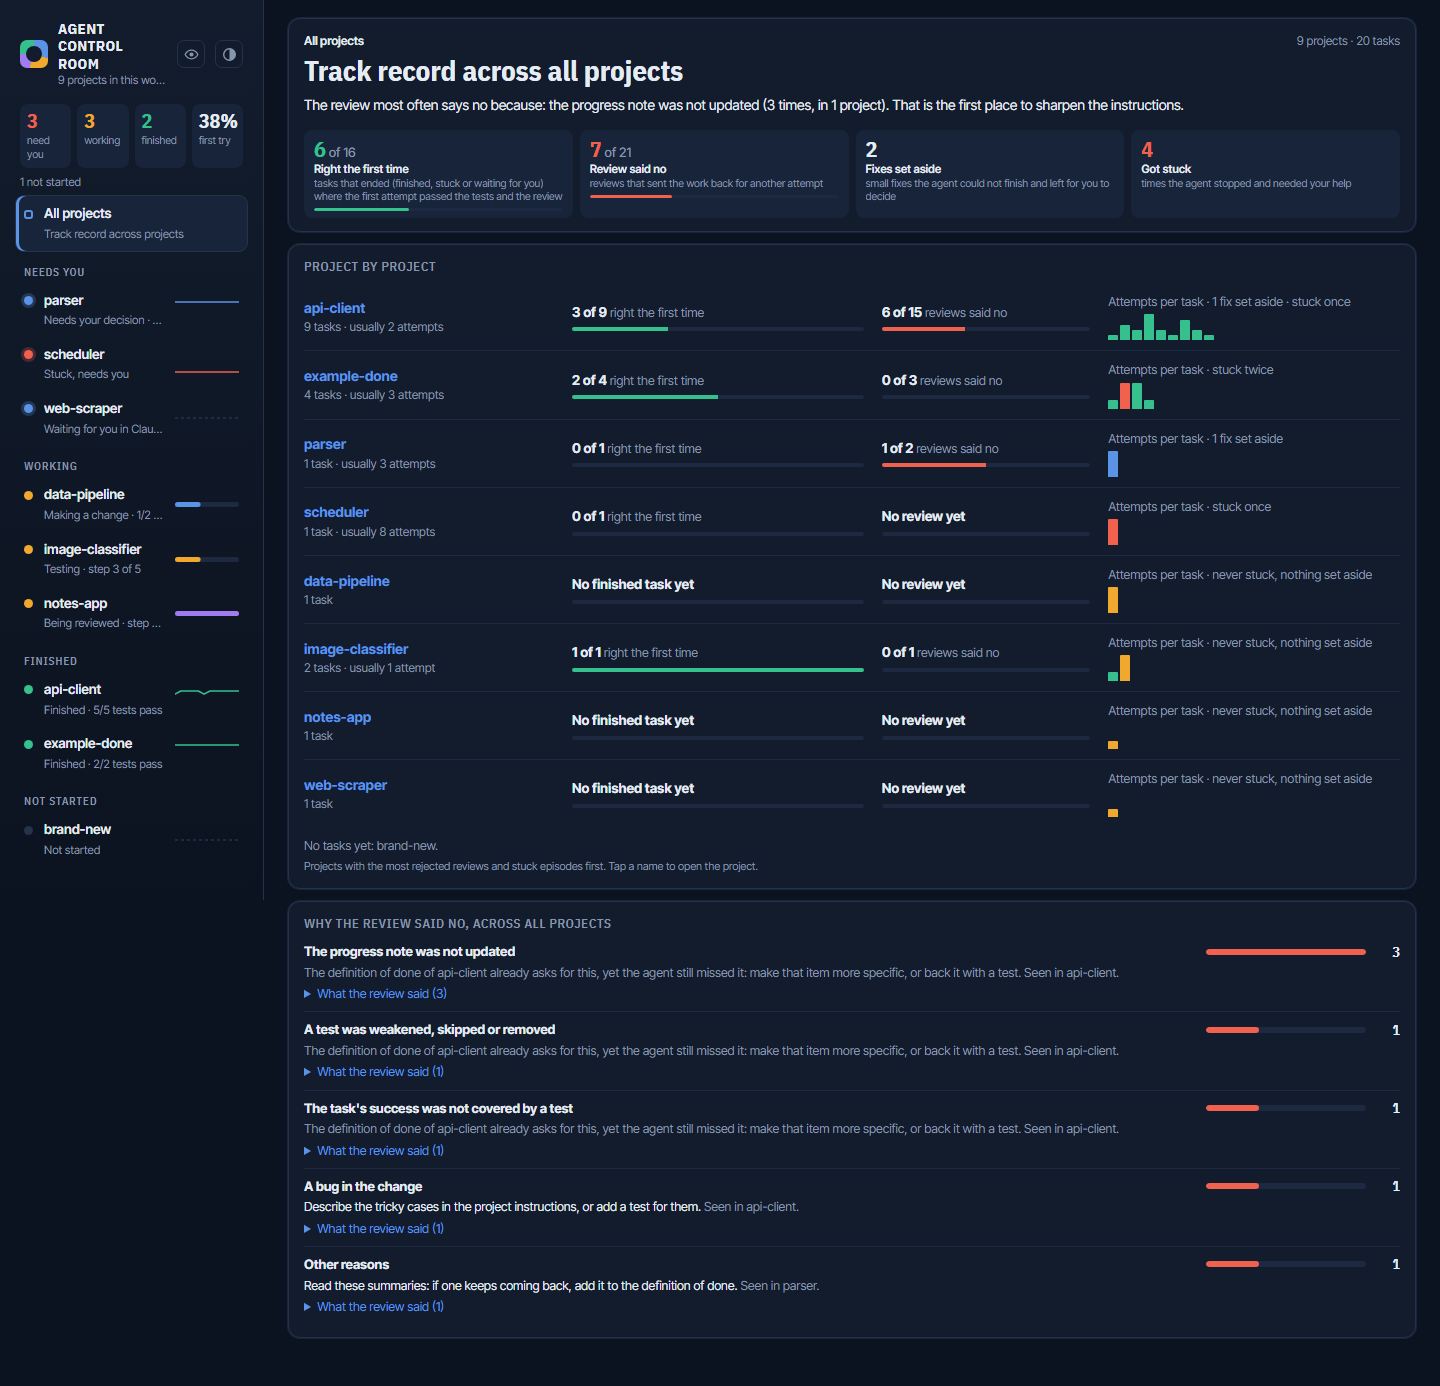 AGENT
CONTROL
ROOM
9 projects in this wo...
3
need
you
3
working
2
finished
38%
first try
1 not started
All projects
Track record across projects
NEEDS YOU
parser
Needs your decision · ...
scheduler
Stuck, needs you
web-scraper
Waiting for you in Clau...
WORKING
data-pipeline
Making a change · 1/2 ...
image-classifier
Testing · step 3 of 5
notes-app
Being reviewed · step ...
FINISHED
api-client
Finished · 5/5 tests pass
example-done
Finished · 2/2 tests pass
NOT STARTED
brand-new
Not started
All projects
9 projects · 20 tasks
Track record across all projects
The review most often says no because: the progress note was not updated (3 times, in 1 project). That is the first place to sharpen the instructions.
6 of 16
Right the first time
tasks that ended (finished, stuck or waiting for you)
where the first attempt passed the tests and the review
7 of 21
Review said no
reviews that sent the work back for another attempt
2
Fixes set aside
small fixes the agent could not finish and left for you to
decide
4
Got stuck
times the agent stopped and needed your help
PROJECT BY PROJECT
api-client
9 tasks · usually 2 attempts
3 of 9 right the first time
6 of 15 reviews said no
Attempts per task · 1 fix set aside · stuck once
example-done
4 tasks · usually 3 attempts
2 of 4 right the first time
0 of 3 reviews said no
Attempts per task · stuck twice
parser
1 task · usually 3 attempts
0 of 1 right the first time
1 of 2 reviews said no
Attempts per task · 1 fix set aside
scheduler
1 task · usually 8 attempts
0 of 1 right the first time
No review yet
Attempts per task · stuck once
data-pipeline
1 task
No finished task yet
No review yet
Attempts per task · never stuck, nothing set aside
image-classifier
2 tasks · usually 1 attempt
1 of 1 right the first time
0 of 1 reviews said no
Attempts per task · never stuck, nothing set aside
notes-app
1 task
No finished task yet
No review yet
Attempts per task · never stuck, nothing set aside
web-scraper
1 task
No finished task yet
No review yet
Attempts per task · never stuck, nothing set aside
No tasks yet: brand-new.
Projects with the most rejected reviews and stuck episodes first. Tap a name to open the project.
WHY THE REVIEW SAID NO, ACROSS ALL PROJECTS
The progress note was not updated
3
The definition of done of api-client already asks for this, yet the agent still missed it: make that item more specific, or back it with a test. Seen in api-client.
What the review said (3)
A test was weakened, skipped or removed
1
The definition of done of api-client already asks for this, yet the agent still missed it: make that item more specific, or back it with a test. Seen in api-client.
What the review said (1)
The task's success was not covered by a test
1
The definition of done of api-client already asks for this, yet the agent still missed it: make that item more specific, or back it with a test. Seen in api-client.
What the review said (1)
A bug in the change
1
Describe the tricky cases in the project instructions, or add a test for them. Seen in api-client.
What the review said (1)
Other reasons
1
Read these summaries: if one keeps coming back, add it to the definition of done. Seen in parser.
What the review said (1)